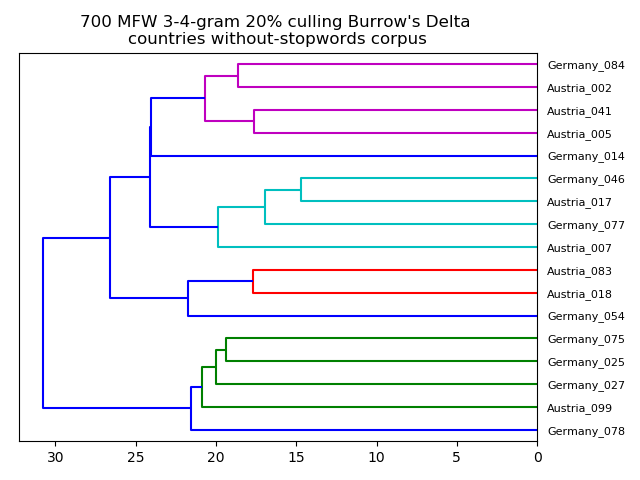 700 MFW 3-4-gram 20% culling Burrow's Delta
countries without-stopwords corpus
Germany_084
Austria_002
Austria_041
Austria_005
Germany_014
Germany_046
Austria_017
Germany_077
Austria_007
Austria_083
Austria_018
Germany_054
Germany_075
Germany_025
Germany_027
Austria_099
Germany_078
30 25 20 15 10 5 0